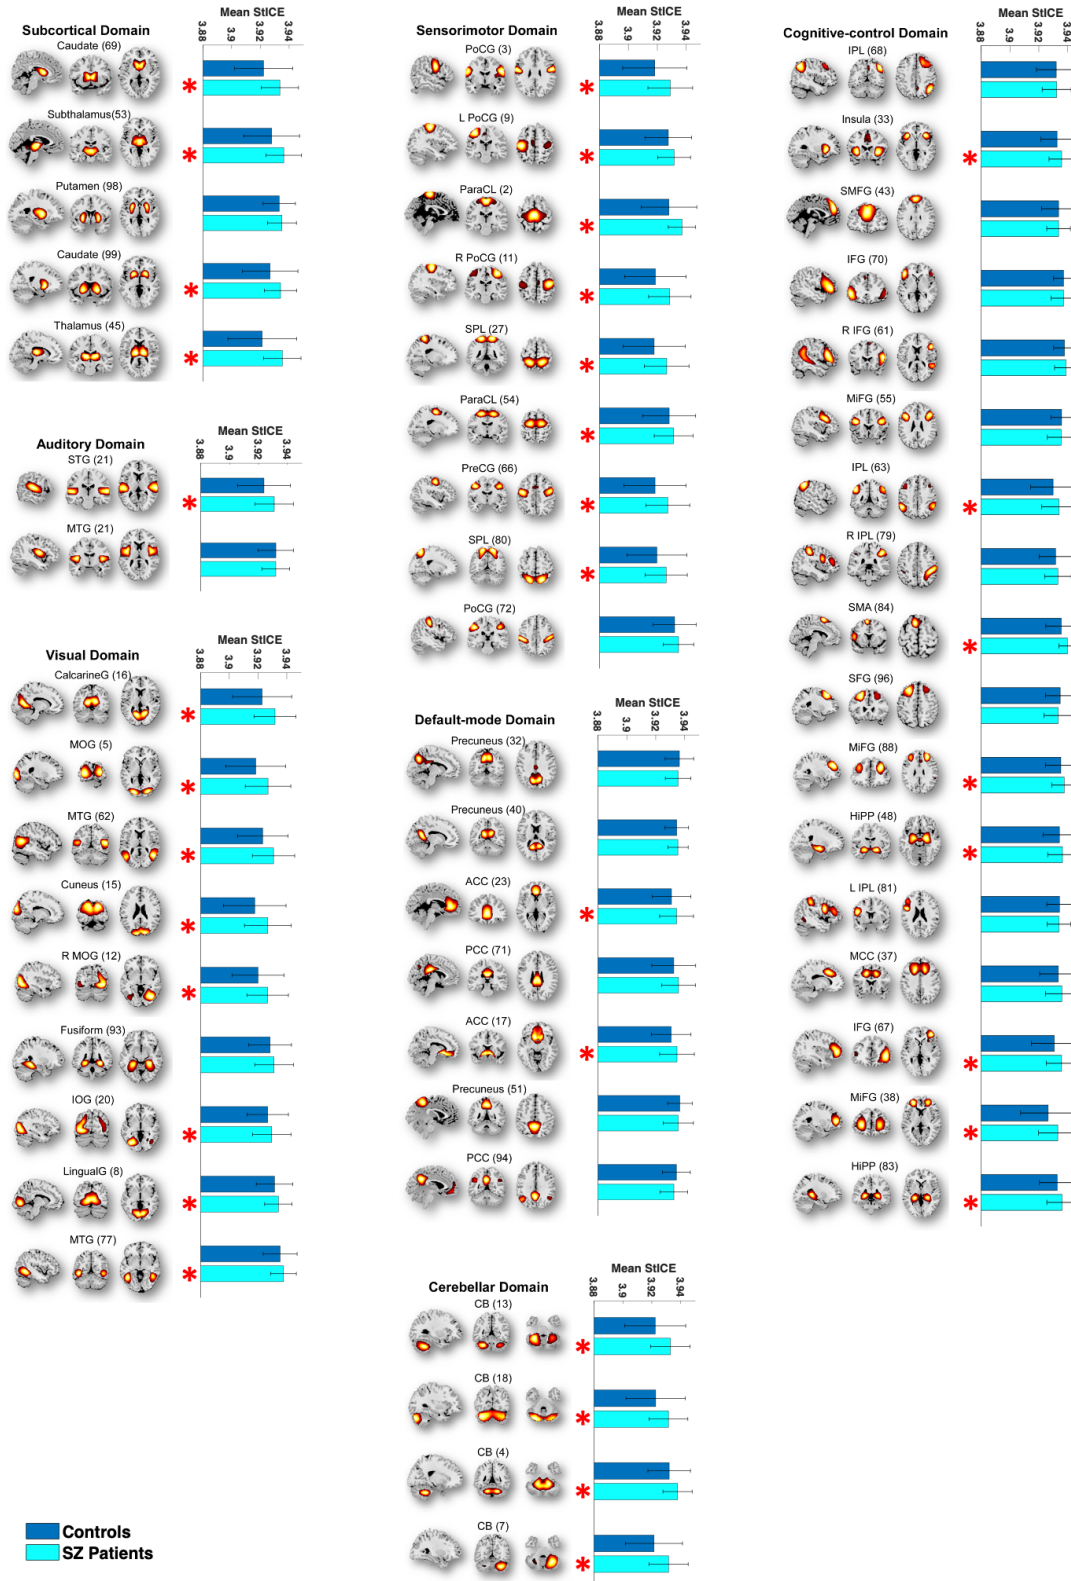 Subcortical Domain
Mean StICE
3.88
3.9
3.92
3.94
Caudate (69)
*
Subthalamus(53)
*
Putamen (98)
Caudate (99)
*
Thalamus (45)
*
Auditory Domain
Mean StICE
3.88
3.9
3.92
3.94
STG (21)
*
MTG (21)
Visual Domain
Mean StICE
3.88
3.9
3.92
3.94
CalcarineG (16)
*
MOG (5)
*
MTG (62)
*
Cuneus (15)
*
R MOG (12)
*
Fusiform (93)
IOG (20)
*
LingualG (8)
*
MTG (77)
*
Controls
SZ Patients
Sensorimotor Domain
Mean StICE
3.88
3.9
3.92
3.94
PoCG (3)
*
L PoCG (9)
*
ParaCL (2)
*
R PoCG (11)
*
SPL (27)
*
ParaCL (54)
*
PreCG (66)
*
SPL (80)
*
PoCG (72)
Default-mode Domain
Mean StICE
3.88
3.9
3.92
3.94
Precuneus (32)
Precuneus (40)
ACC (23)
*
PCC (71)
ACC (17)
*
Precuneus (51)
PCC (94)
Cerebellar Domain
Mean StICE
3.88
3.9
3.92
3.94
CB (13)
*
CB (18)
*
CB (4)
*
CB (7)
*
Cognitive-control Domain
Mean StICE
3.88
3.9
3.92
3.94
IPL (68)
Insula (33)
*
SMFG (43)
IFG (70)
R IFG (61)
MiFG (55)
IPL (63)
*
R IPL (79)
SMA (84)
*
SFG (96)
MiFG (88)
*
HiPP (48)
*
L IPL (81)
MCC (37)
IFG (67)
*
MiFG (38)
*
HiPP (83)
*